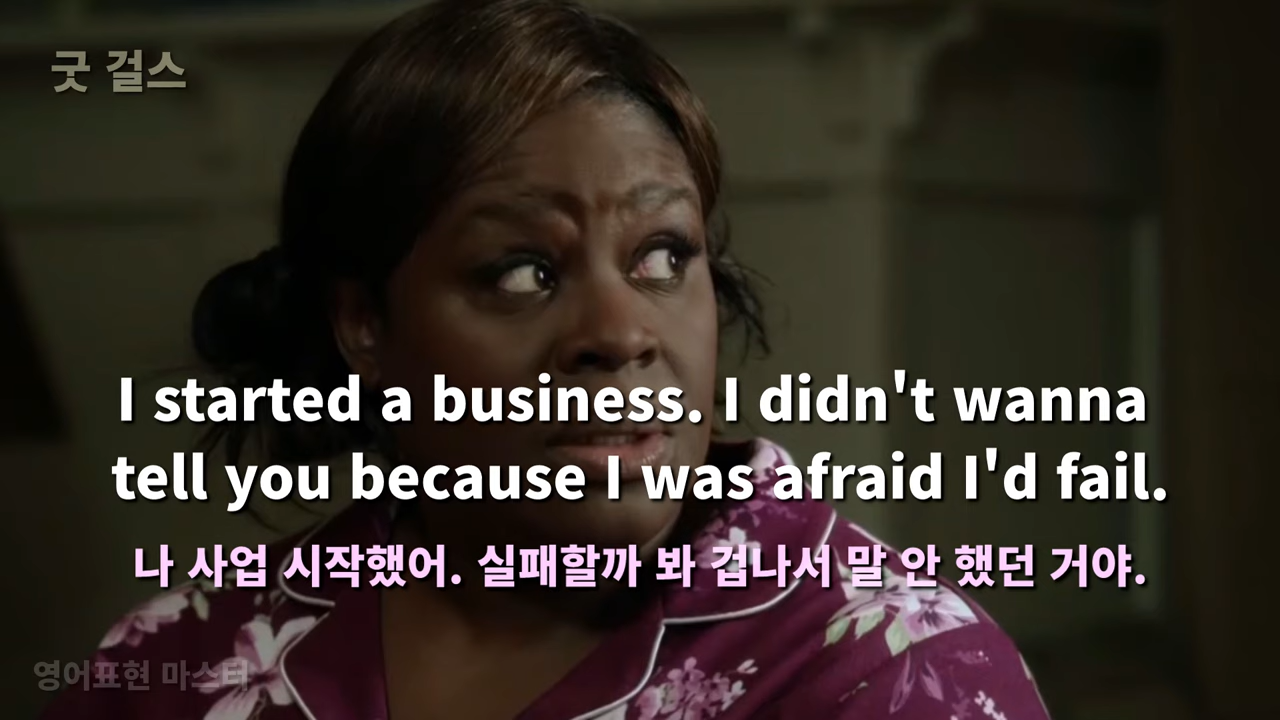 굿 걸스
I started a business. I didn't wanna
tell you because I was afraid I'd fail.
나 사업 시작했어. 실패할까 봐 겁나서 말 안 했던 거야.
영어표현 마스터